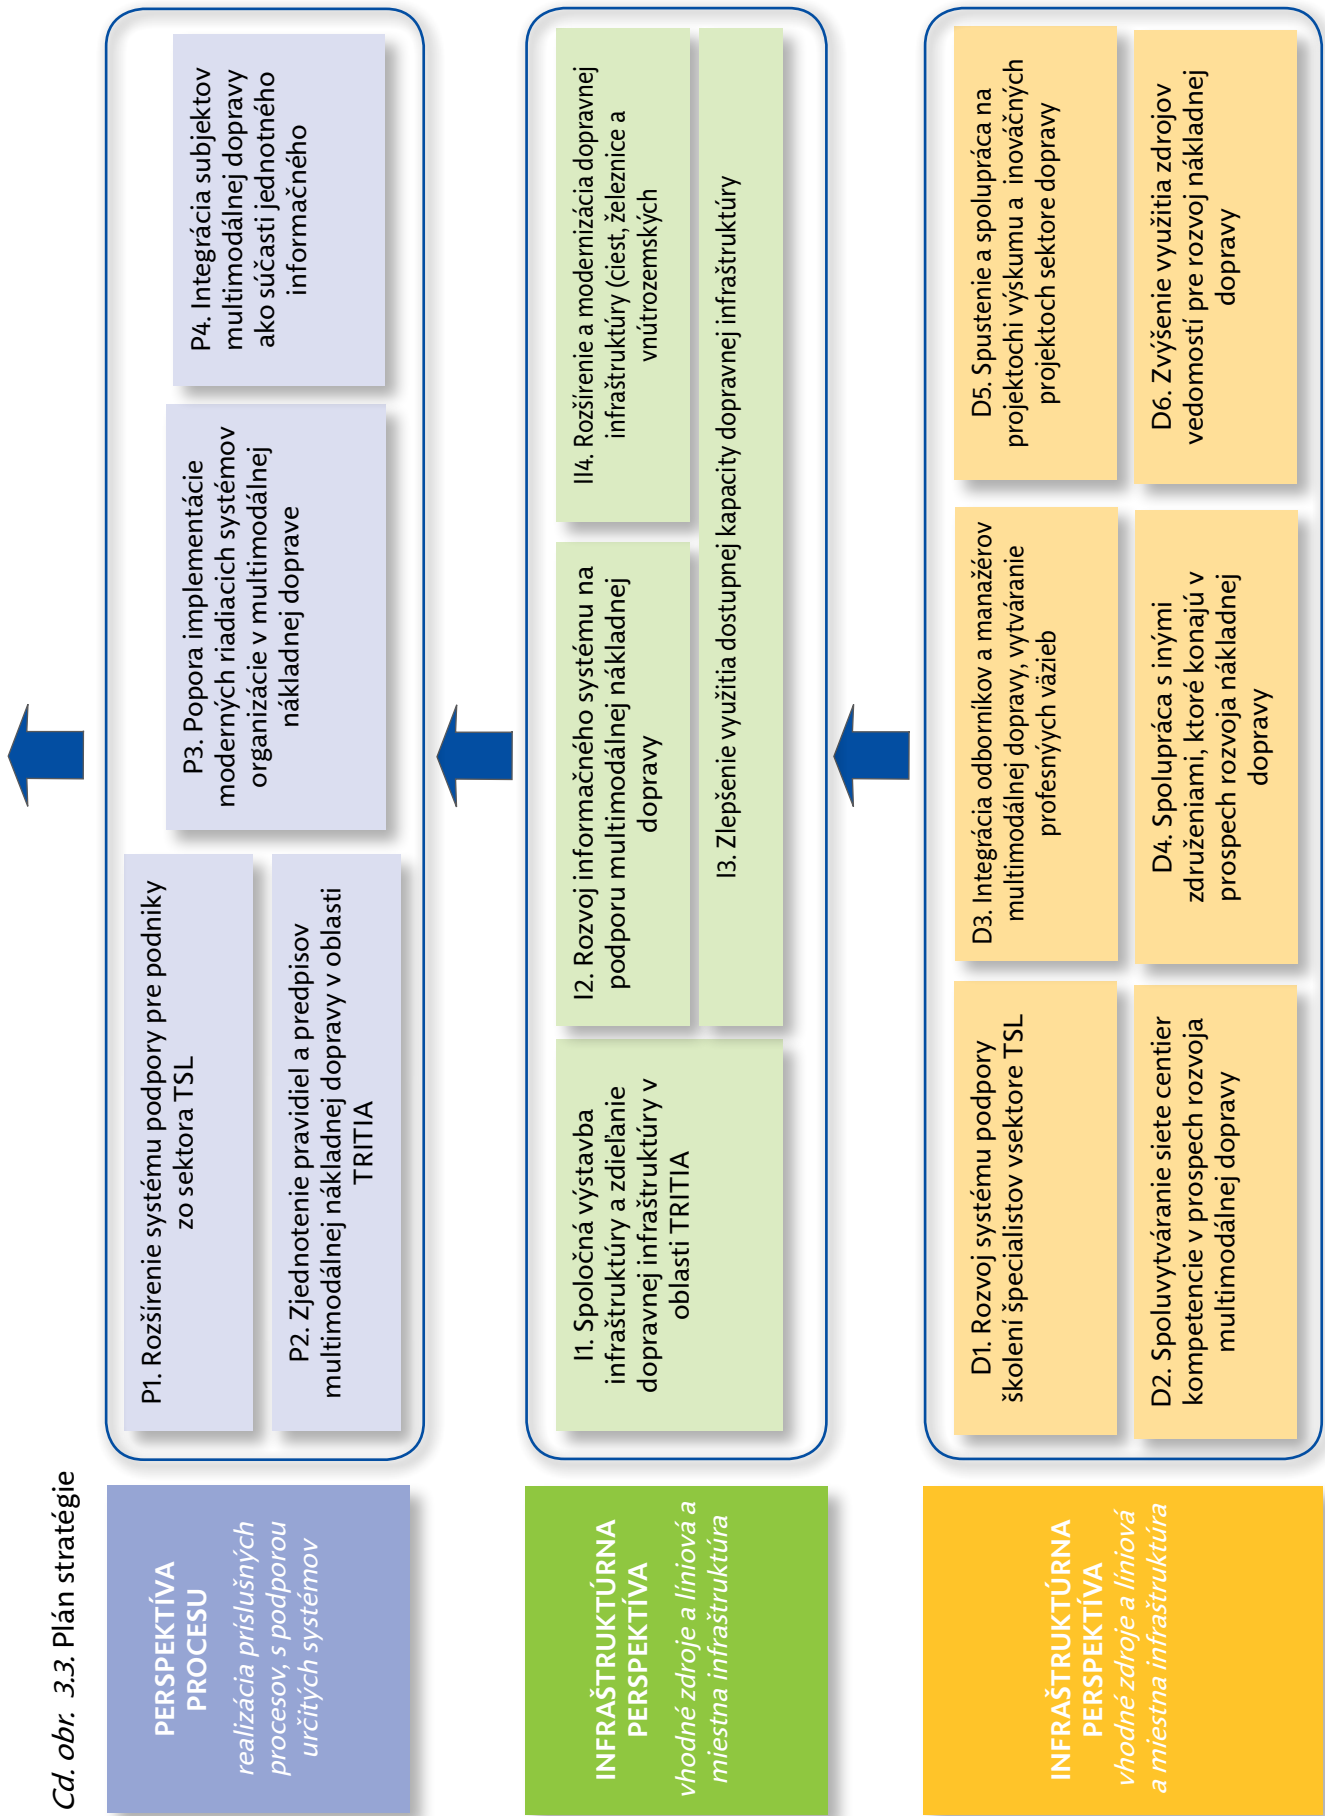 Cd. obr. 3.3. Plán stratégie
PERSPEKTÍVA
PROCESU
realizácia príslušných
procesov, s podporou
určitých systémov
P1. Rozšírenie systému podpory pre podniky
zo sektora TSL
P2. Zjednotenie pravidiel a predpisov
multimodálnej nákladnej dopravy v oblasti
TRITIA
P3. Popora implementácie
moderných riadiacich systémov
organizácie v multimodálnej
nákladnej doprave
P4. Integrácia subjektov
multimodálnej dopravy
ako súčasti jednotného
informačného
INFRAŠTRUKTÚRNA
PERSPEKTÍVA
vhodné zdroje a líniová a
miestna infraštruktúra
I1. Spoločná výstavba
infraštruktúry a zdieľanie
dopravnej infraštruktúry v
oblasti TRITIA
I2. Rozvoj informačného systému na
podporu multimodálnej nákladnej
dopravy
II4. Rozšírenie a modernizácia dopravnej
infraštruktúry (ciest, železnice a
vnútrozemských
I3. Zlepšenie využitia dostupnej kapacity dopravnej infraštruktúry
INFRAŠTRUKTÚRNA
PERSPEKTÍVA
vhodné zdroje a líniová
a miestna infraštruktúra
D1. Rozvoj systému podpory
školení špecialistov vsektore TSL
D2. Spoluvytváranie siete centier
kompetencie v prospech rozvoja
multimodálnej dopravy
D3. Integrácia odborníkov a manažérov
multimodálnej dopravy, vytváranie
profesných väzieb
D4. Spolupráca s inými
združeniami, ktoré konajú v
prospech rozvoja nákladnej
dopravy
D5. Spustenie a spolupráca na
projektochi výskumu a inováčných
projektoch sektore dopravy
D6. Zvýšenie využitia zdrojov
vedomostí pre rozvoj nákladnej
dopravy